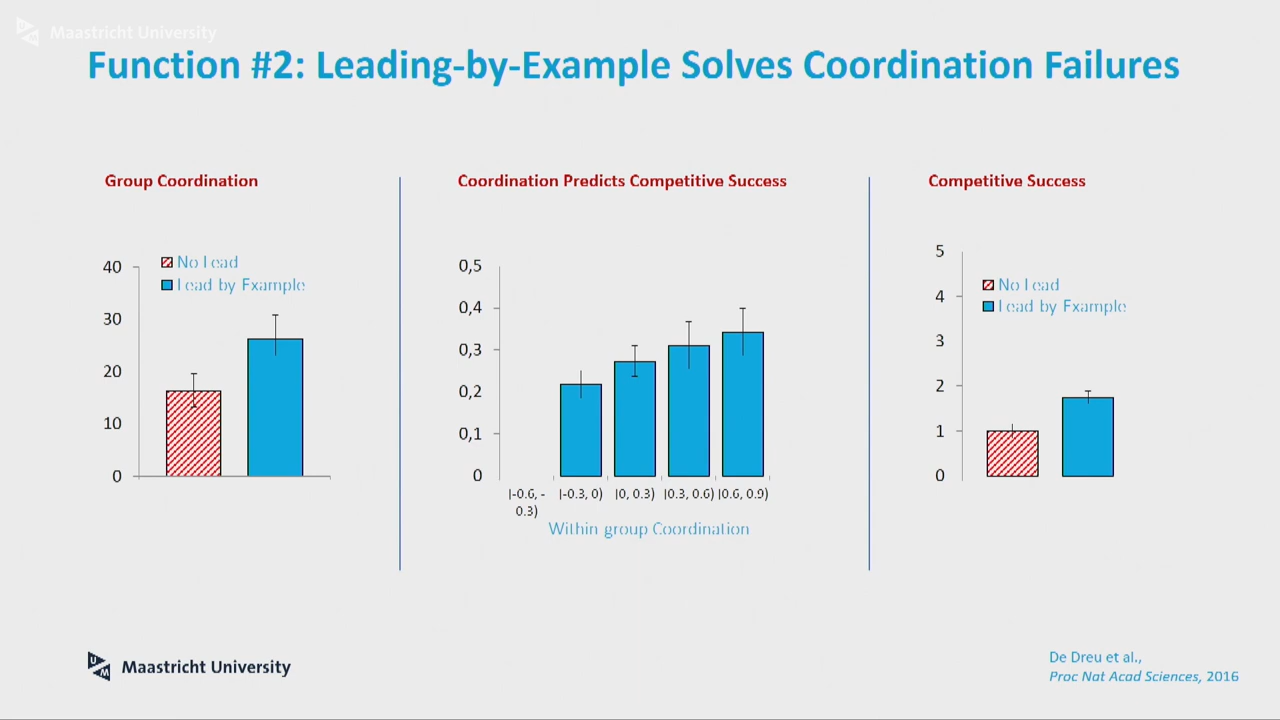 Maastricht University
Function #2: Leading-by-Example Solves Coordination Failures
Group Coordination
Coordination Predicts Competitive Success
Competitive Success
40
30
20
10
0
No Lead
Lead by Example
0,5
0,4
0,3
0,2
0,1
0
|-0.6, -
0.3)
|-0.3, 0)
|0, 0.3)
|0.3, 0.6)
|0.6, 0.9)
Within group Coordination
5
4
3
2
1
0
No Lead
Lead by Example
UM
Maastricht University
De Dreu et al.,
Proc Nat Acad Sciences, 2016